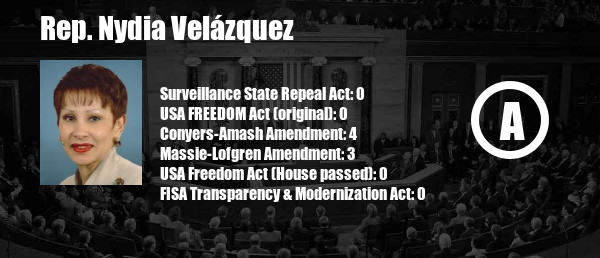 Rep. Nydia Velázquez
Surveillance State Repeal Act: 0
USA FREEDOM Act (original): 0
Conyers-Amash Amendment: 4
Massie-Lofgren Amendment: 3
USA Freedom Act (House passed): 0
FISA Transparency & Modernization Act: 0
A